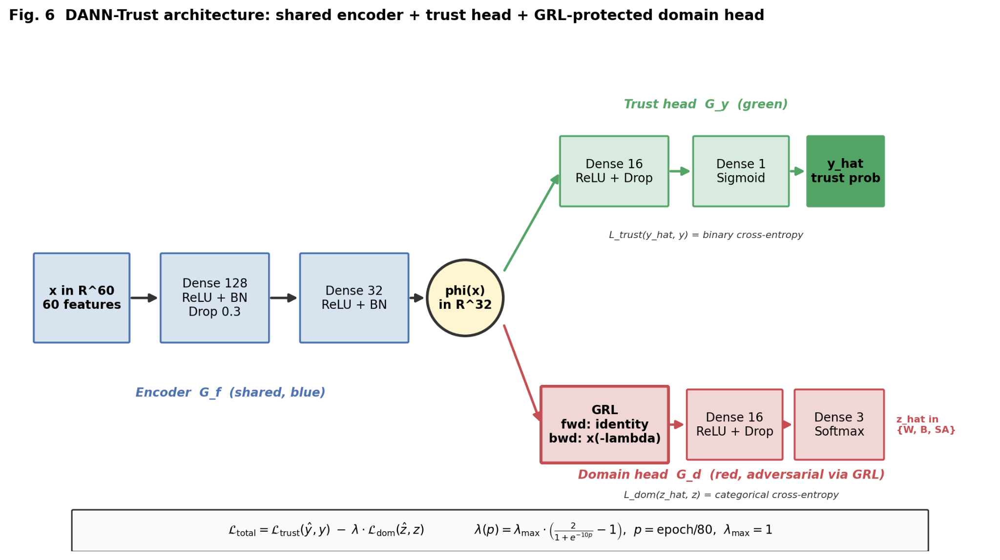 Fig. 6  DANN-Trust architecture: shared encoder + trust head + GRL-protected domain head
Trust head  G_y  (green)
Dense 16
ReLU + Drop
Dense 1
Sigmoid
y_hat
trust prob
L_trust(y_hat, y) = binary cross-entropy
x in R^60
60 features
Dense 128
ReLU + BN
Drop 0.3
Dense 32
ReLU + BN
phi(x)
in R^32
Encoder  G_f  (shared, blue)
GRL
fwd: identity
bwd: x(-lambda)
Dense 16
ReLU + Drop
Dense 3
Softmax
z_hat in
{W, B, SA}
Domain head  G_d  (red, adversarial via GRL)
L_dom(z_hat, z) = categorical cross-entropy
ℒ_total = ℒ_trust(ŷ, y) − λ · ℒ_dom(ẑ, z)    λ(p) = λ_max · (2/(1 + e^{−10p}) − 1),  p = epoch/80,  λ_max = 1